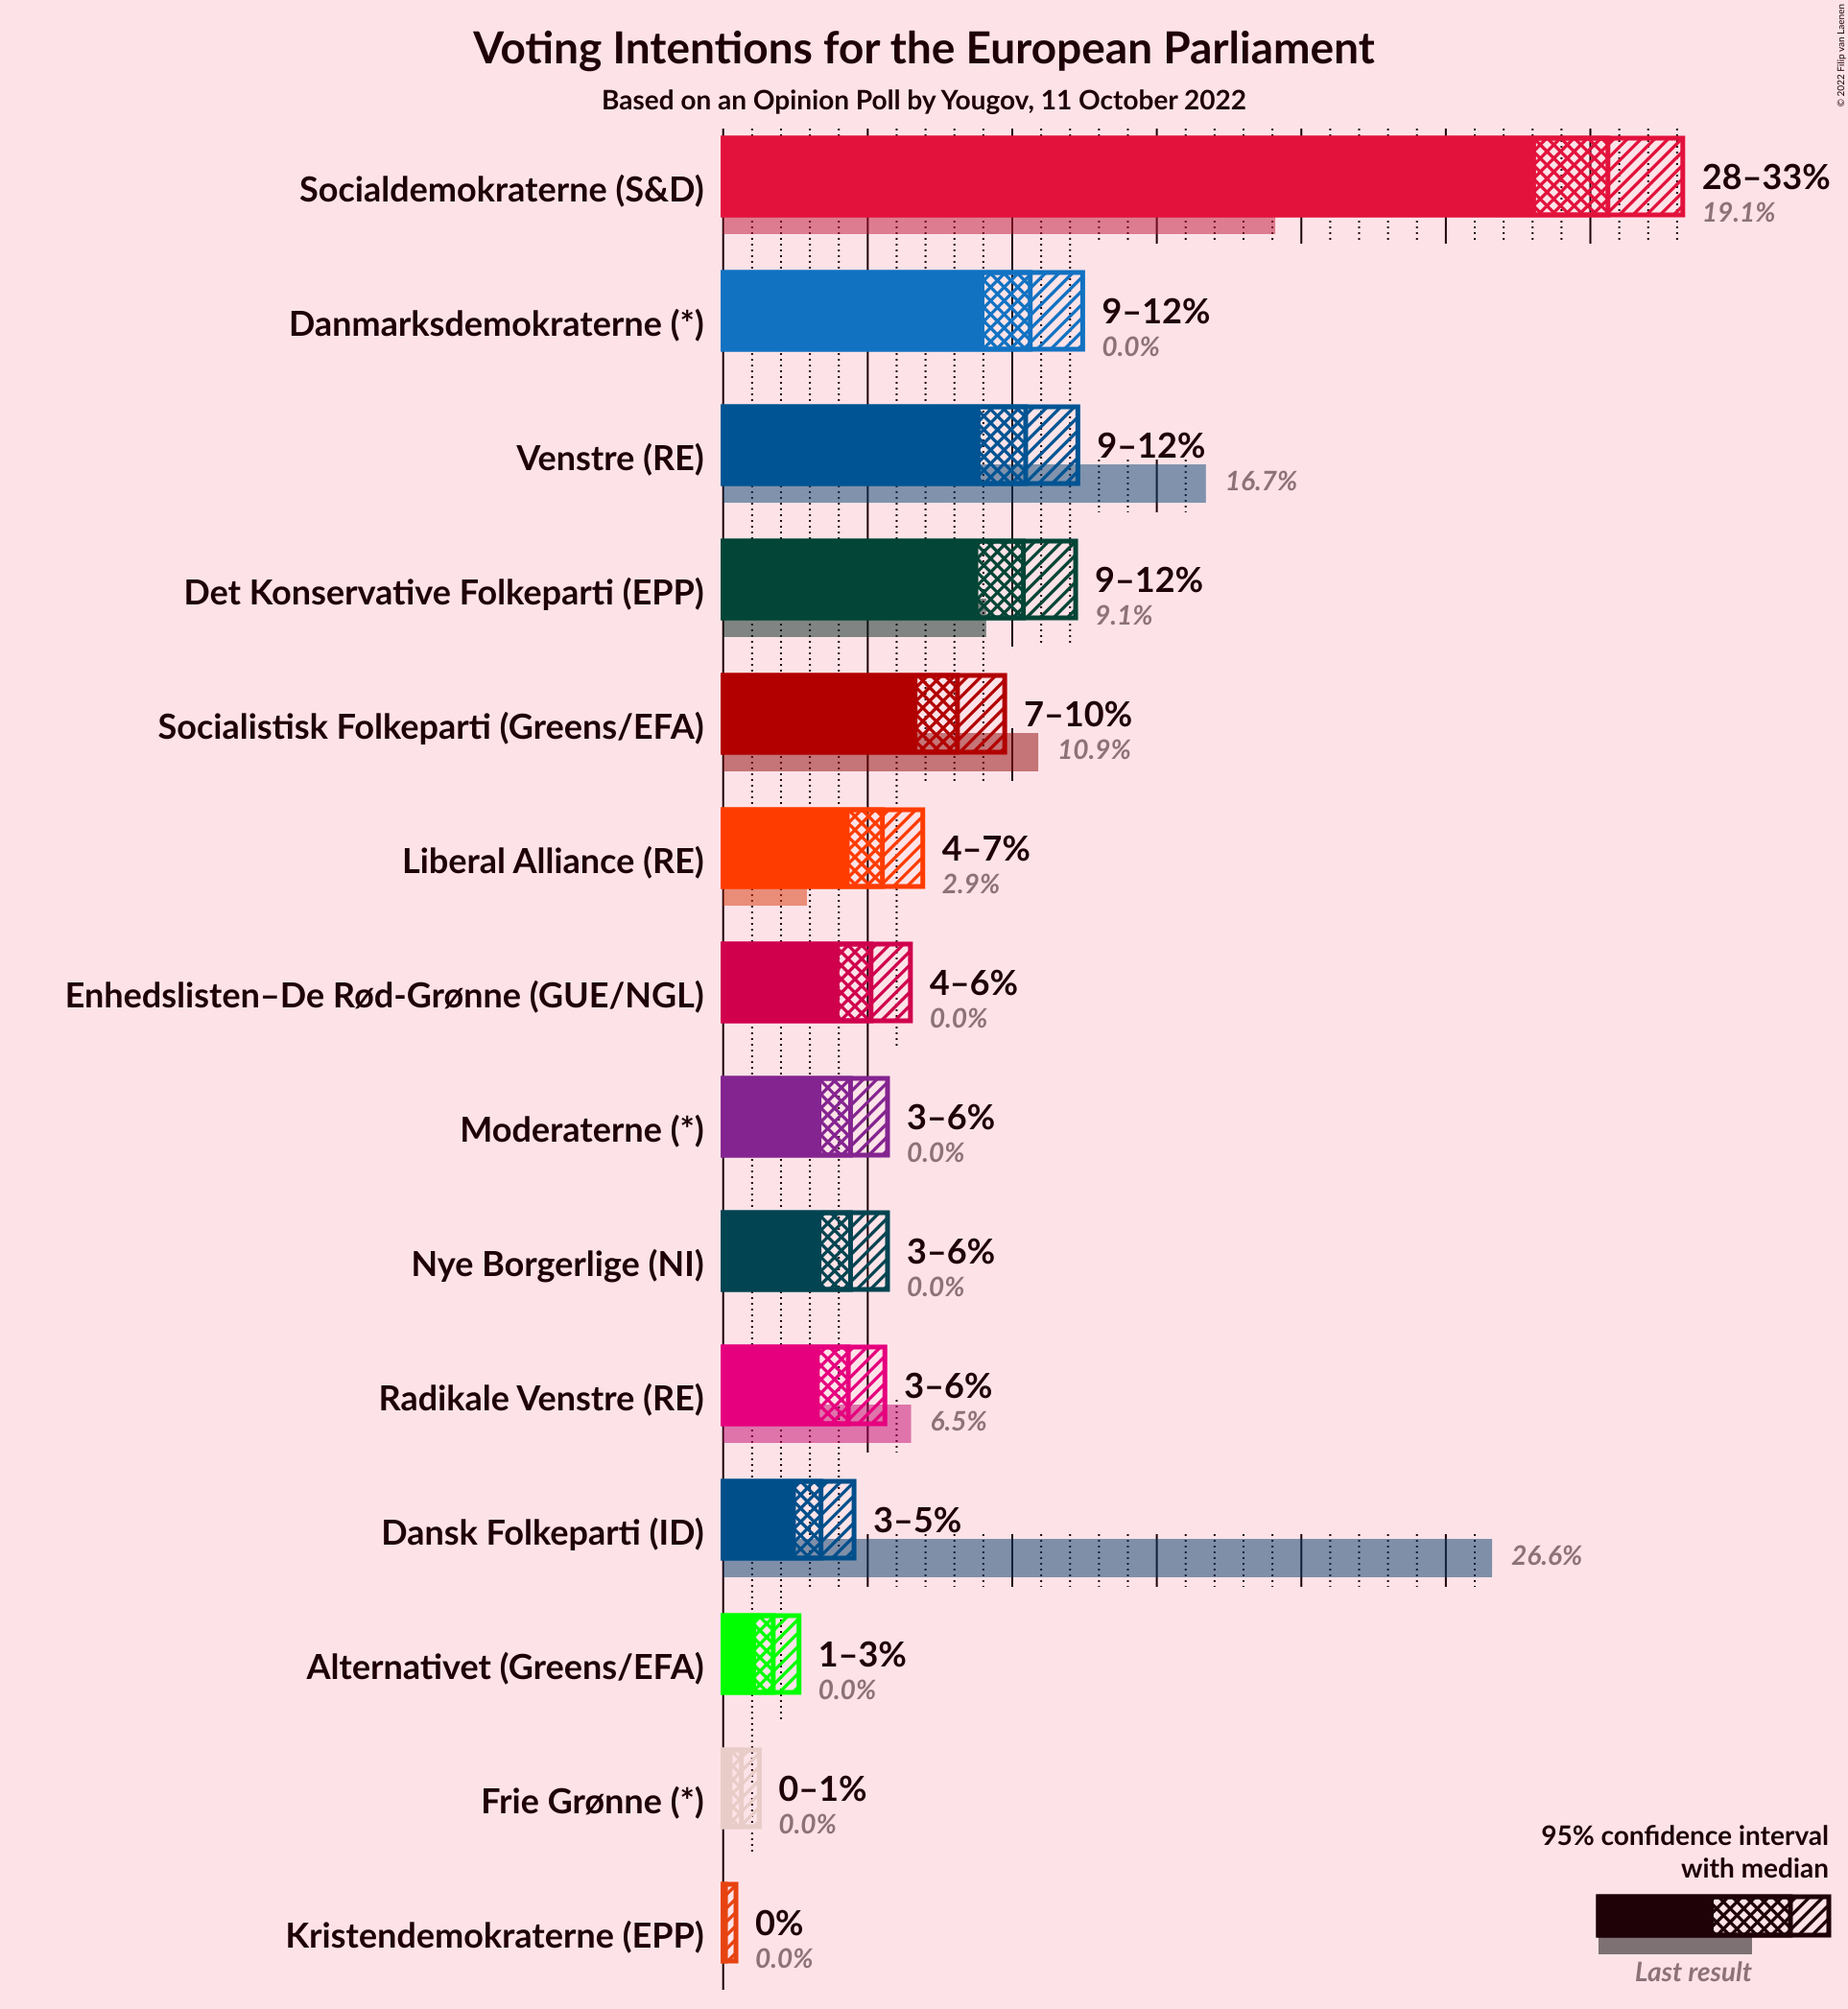 Voting Intentions for the European Parliament
Based on an Opinion Poll by Yougov, 11 October 2022
© 2022 Filip van Laenen
Socialdemokraterne (S&D)
28–33%
19.1%
Danmarksdemokraterne (*)
9–12%
0.0%
Venstre (RE)
9–12%
16.7%
Det Konservative Folkeparti (EPP)
9–12%
9.1%
Socialistisk Folkeparti (Greens/EFA)
7–10%
10.9%
Liberal Alliance (RE)
4–7%
2.9%
Enhedslisten–De Rød-Grønne (GUE/NGL)
4–6%
0.0%
Moderaterne (*)
3–6%
0.0%
Nye Borgerlige (NI)
3–6%
0.0%
Radikale Venstre (RE)
3–6%
6.5%
Dansk Folkeparti (ID)
3–5%
26.6%
Alternativet (Greens/EFA)
1–3%
0.0%
Frie Grønne (*)
0–1%
0.0%
Kristendemokraterne (EPP)
0%
0.0%
95% confidence interval
with median
Last result